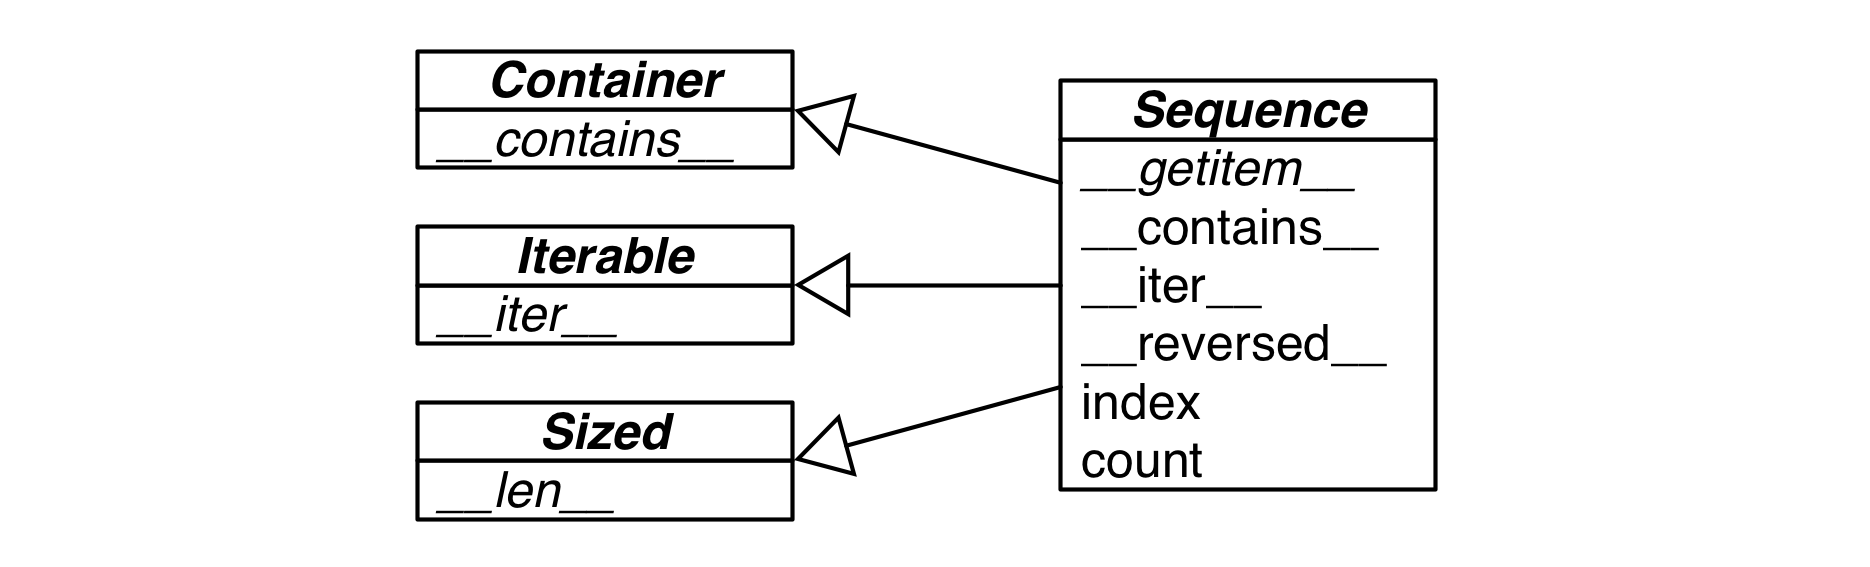 Container
__contains__
Iterable
__iter__
Sized
__len__
Sequence
__getitem__
__contains__
__iter__
__reversed__
index
count